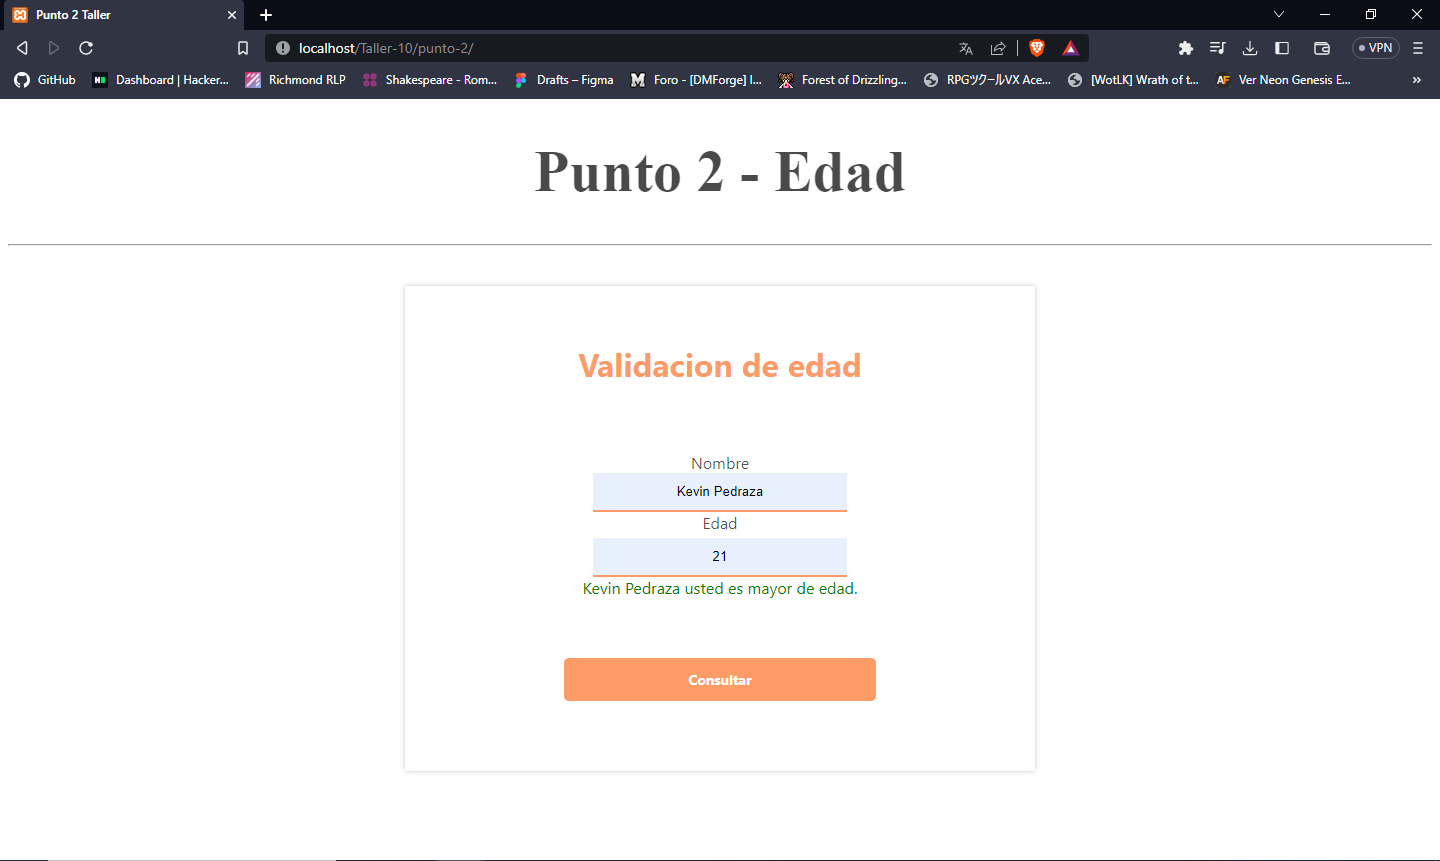 Punto 2 Taller
localhost/Taller-10/punto-2/
VPN
GitHub
Dashboard | Hacker...
Richmond RLP
Shakespeare - Rom...
Drafts – Figma
Foro - [DMForge] I...
Forest of Drizzling...
RPGツクールVX Ace...
[WotLK] Wrath of t...
Ver Neon Genesis E...
Punto 2 - Edad
Validacion de edad
Nombre
Kevin Pedraza
Edad
21
Kevin Pedraza usted es mayor de edad.
Consultar